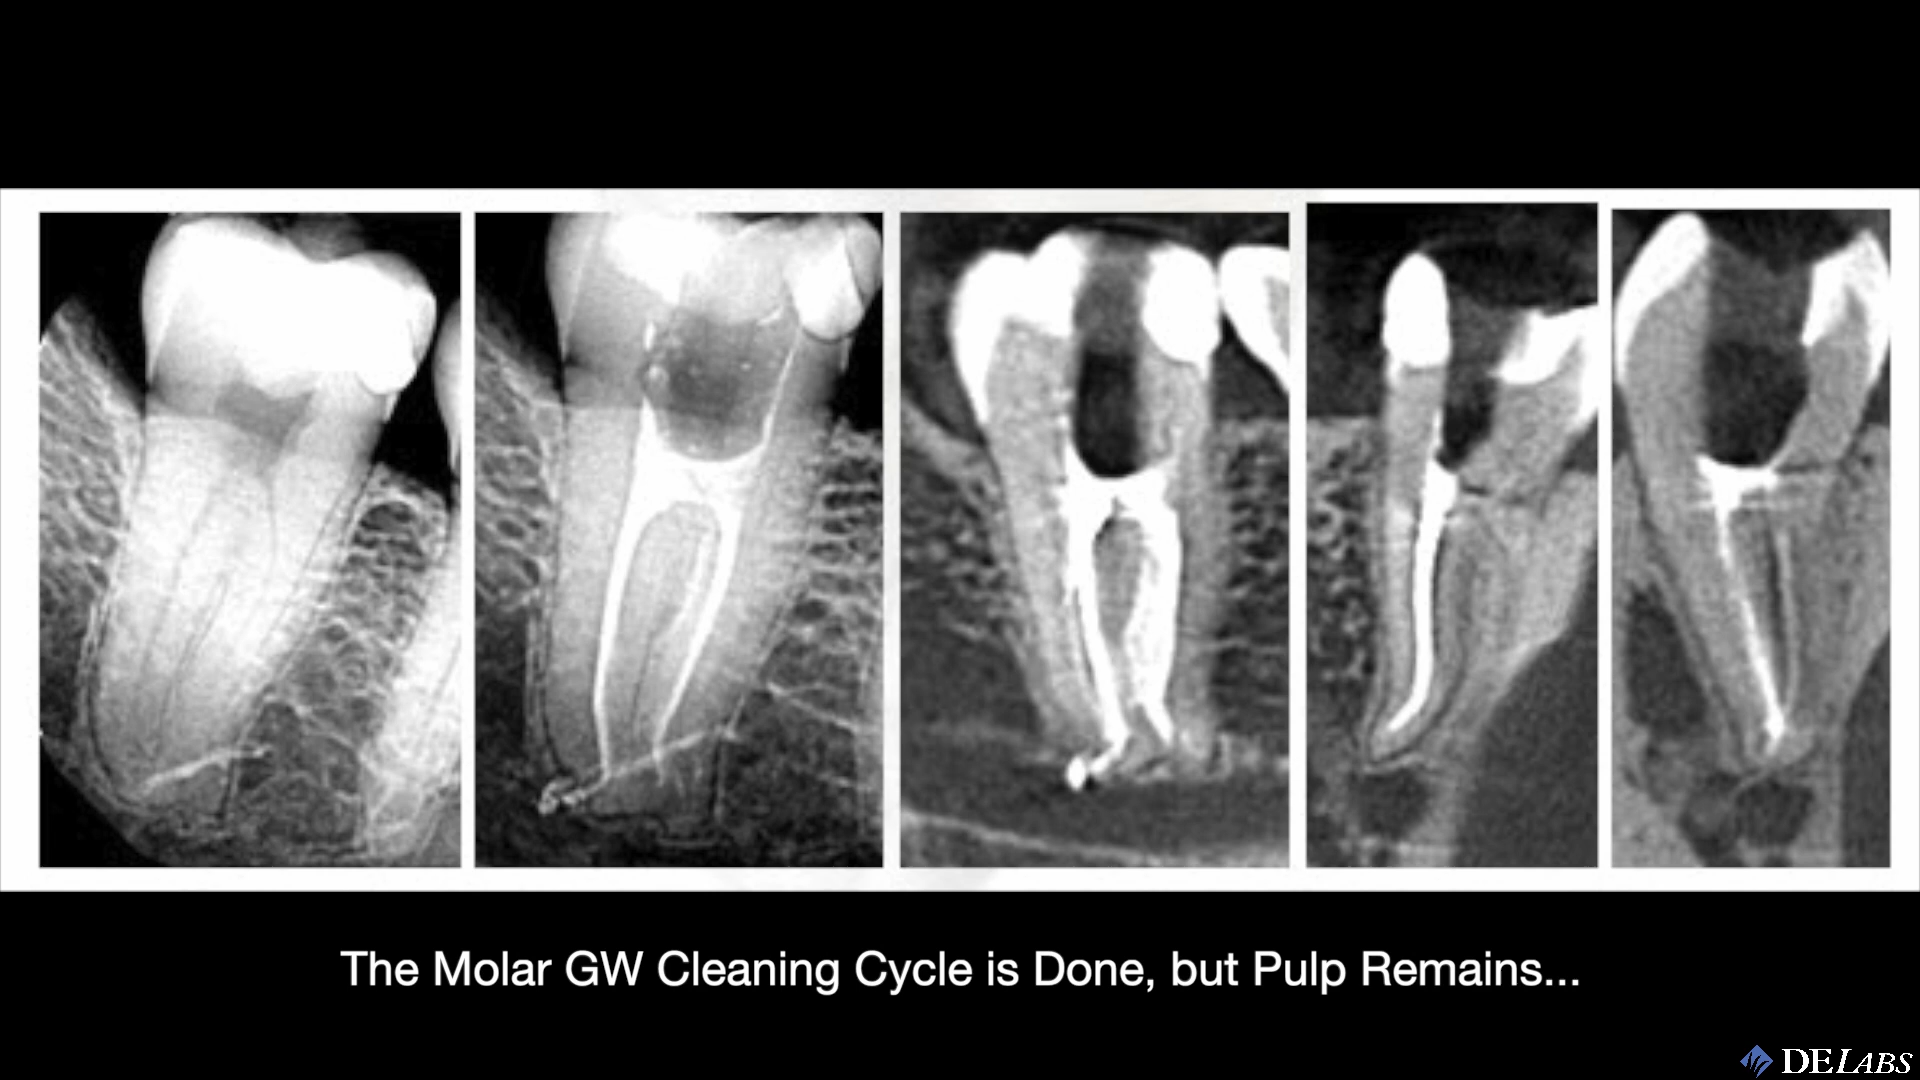 The Molar GW Cleaning Cycle is Done, but Pulp Remains...
DELABS